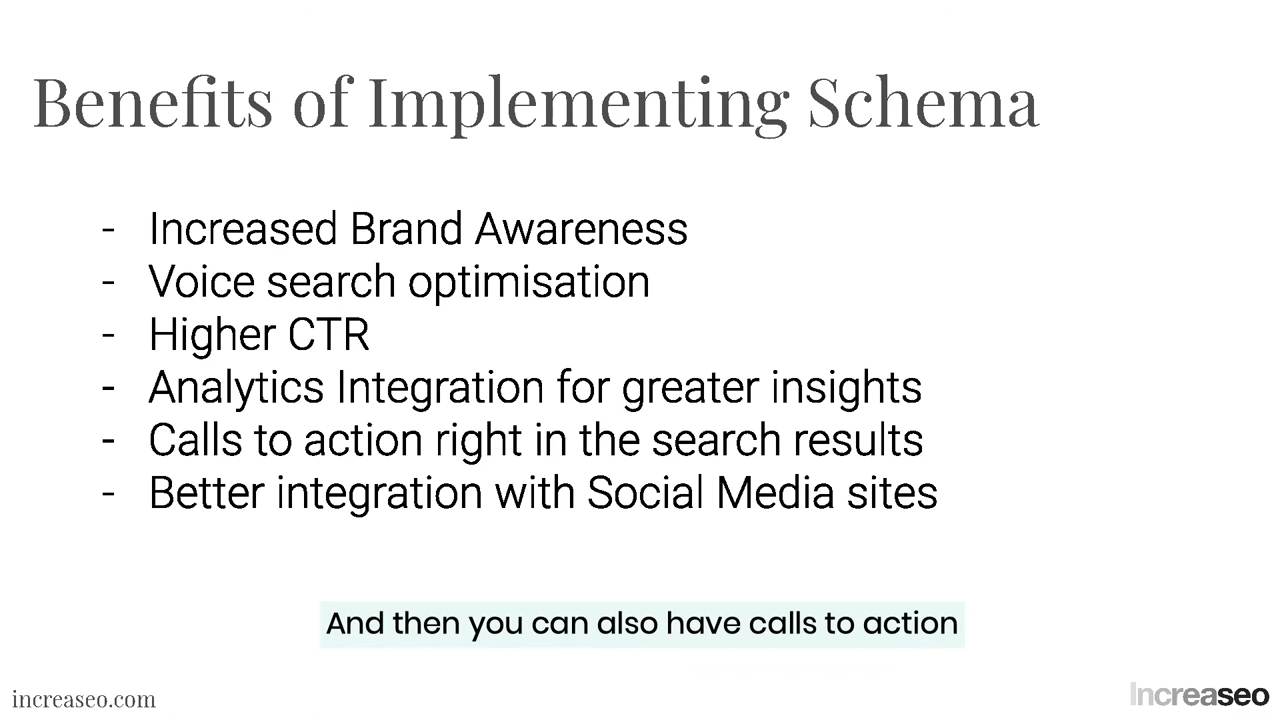 Benefits of Implementing Schema
- Increased Brand Awareness
- Voice search optimisation
- Higher CTR
- Analytics Integration for greater insights
- Calls to action right in the search results
- Better integration with Social Media sites
And then you can also have calls to action
increaseo.com
Increaseo